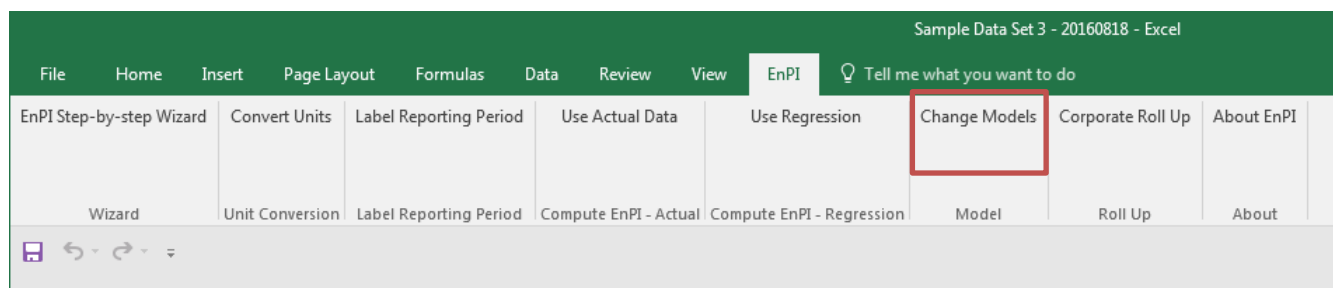 Sample Data Set 3 - 20160818 - Excel
File Home Insert Page Layout Formulas Data Review View EnPI Tell me what you want to do
EnPI Step-by-step Wizard Convert Units Label Reporting Period Use Actual Data Use Regression Change Models Corporate Roll Up About EnPI
Wizard Unit Conversion Label Reporting Period Compute EnPI - Actual Compute EnPI - Regression Model Roll Up About